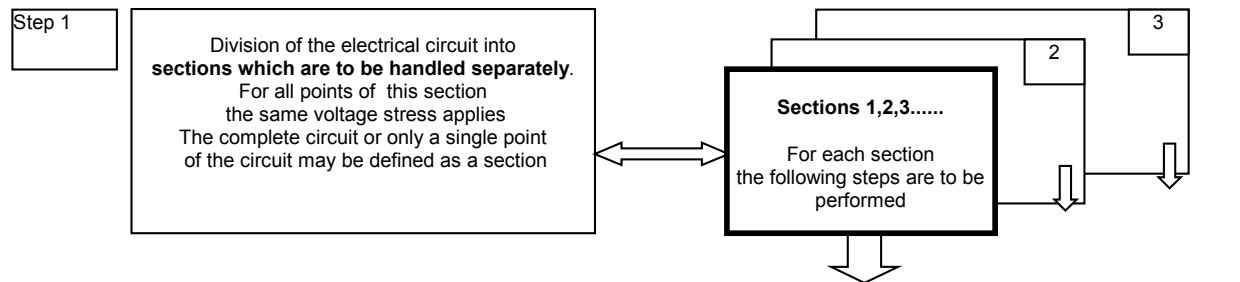 Step 1
Division of the electrical circuit into
sections which are to be handled separately.
For all points of this section
the same voltage stress applies
The complete circuit or only a single point
of the circuit may be defined as a section
3
2
Sections 1,2,3......
For each section
the following steps are to be
performed